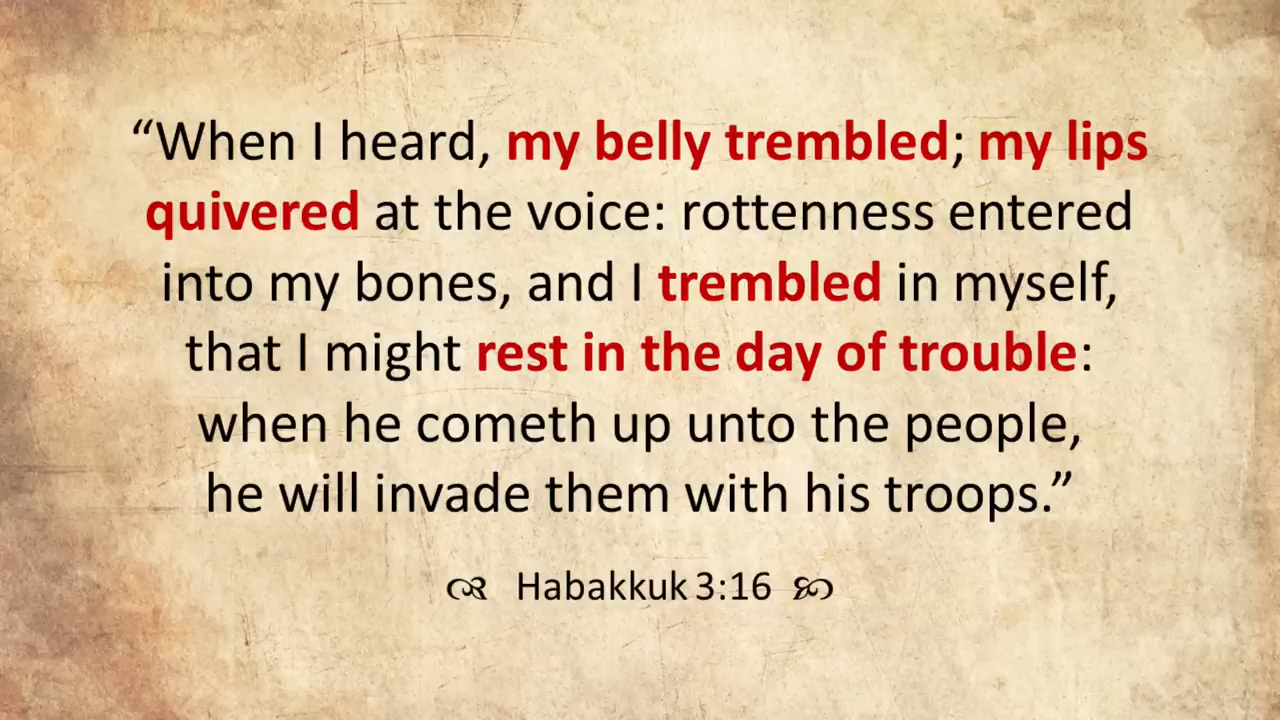 “When I heard, my belly trembled; my lips
quivered at the voice: rottenness entered
into my bones, and I trembled in myself,
that I might rest in the day of trouble:
when he cometh up unto the people,
he will invade them with his troops.”
Habakkuk 3:16